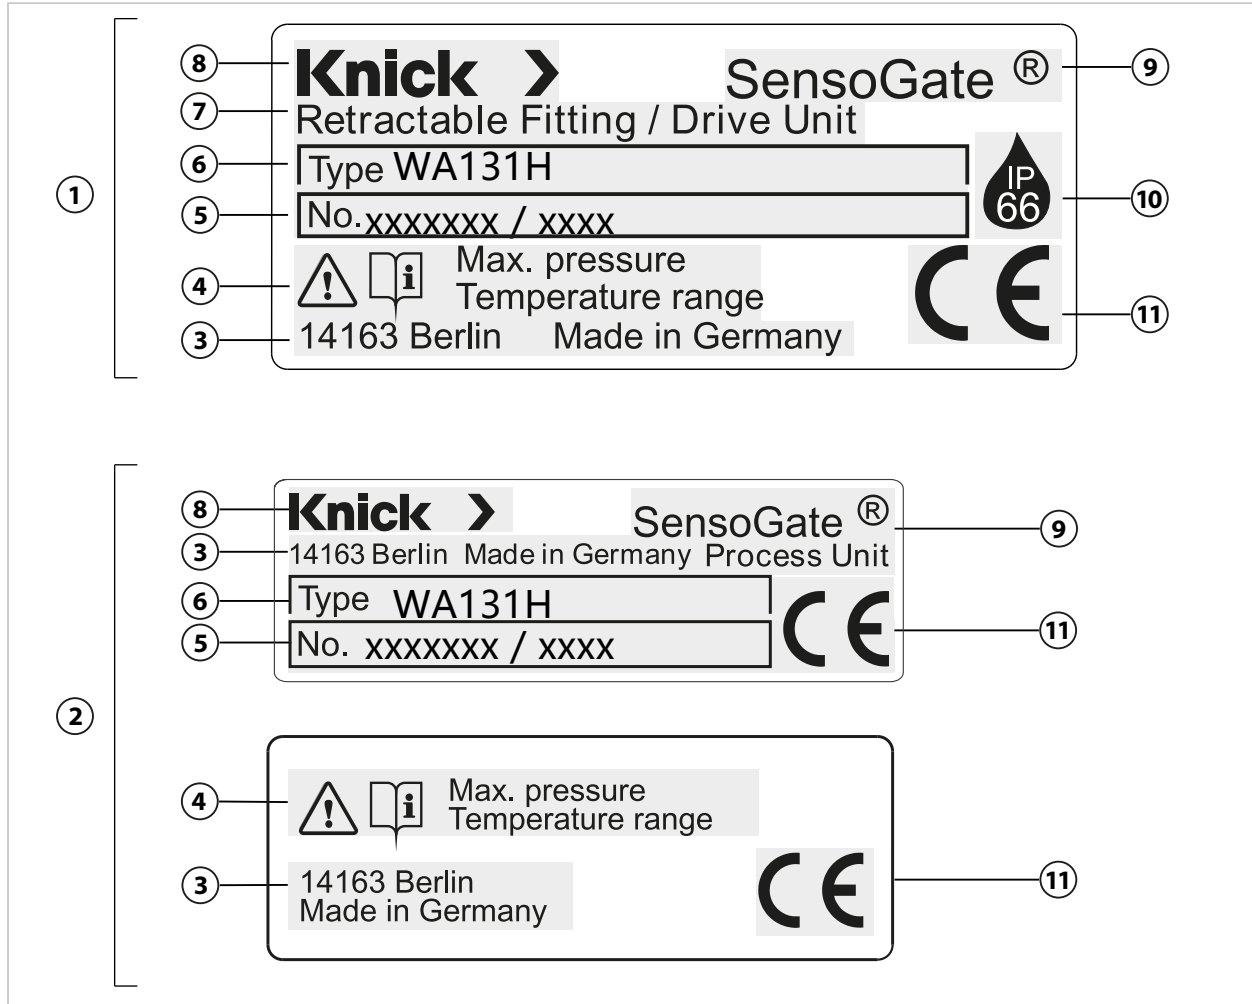 1
8 Knick > SensoGate ® 9
7 Retractable Fitting / Drive Unit
6 Type WA131H
IP
66
10
5 No. xxxxxxx / xxxx
4 Max. pressure
Temperature range
CE 11
3 14163 Berlin Made in Germany
2
8 Knick > SensoGate ® 9
3 14163 Berlin Made in Germany Process Unit
6 Type WA131H
CE 11
5 No. xxxxxxx / xxxx
4 Max. pressure
Temperature range
3 14163 Berlin
Made in Germany
CE 11